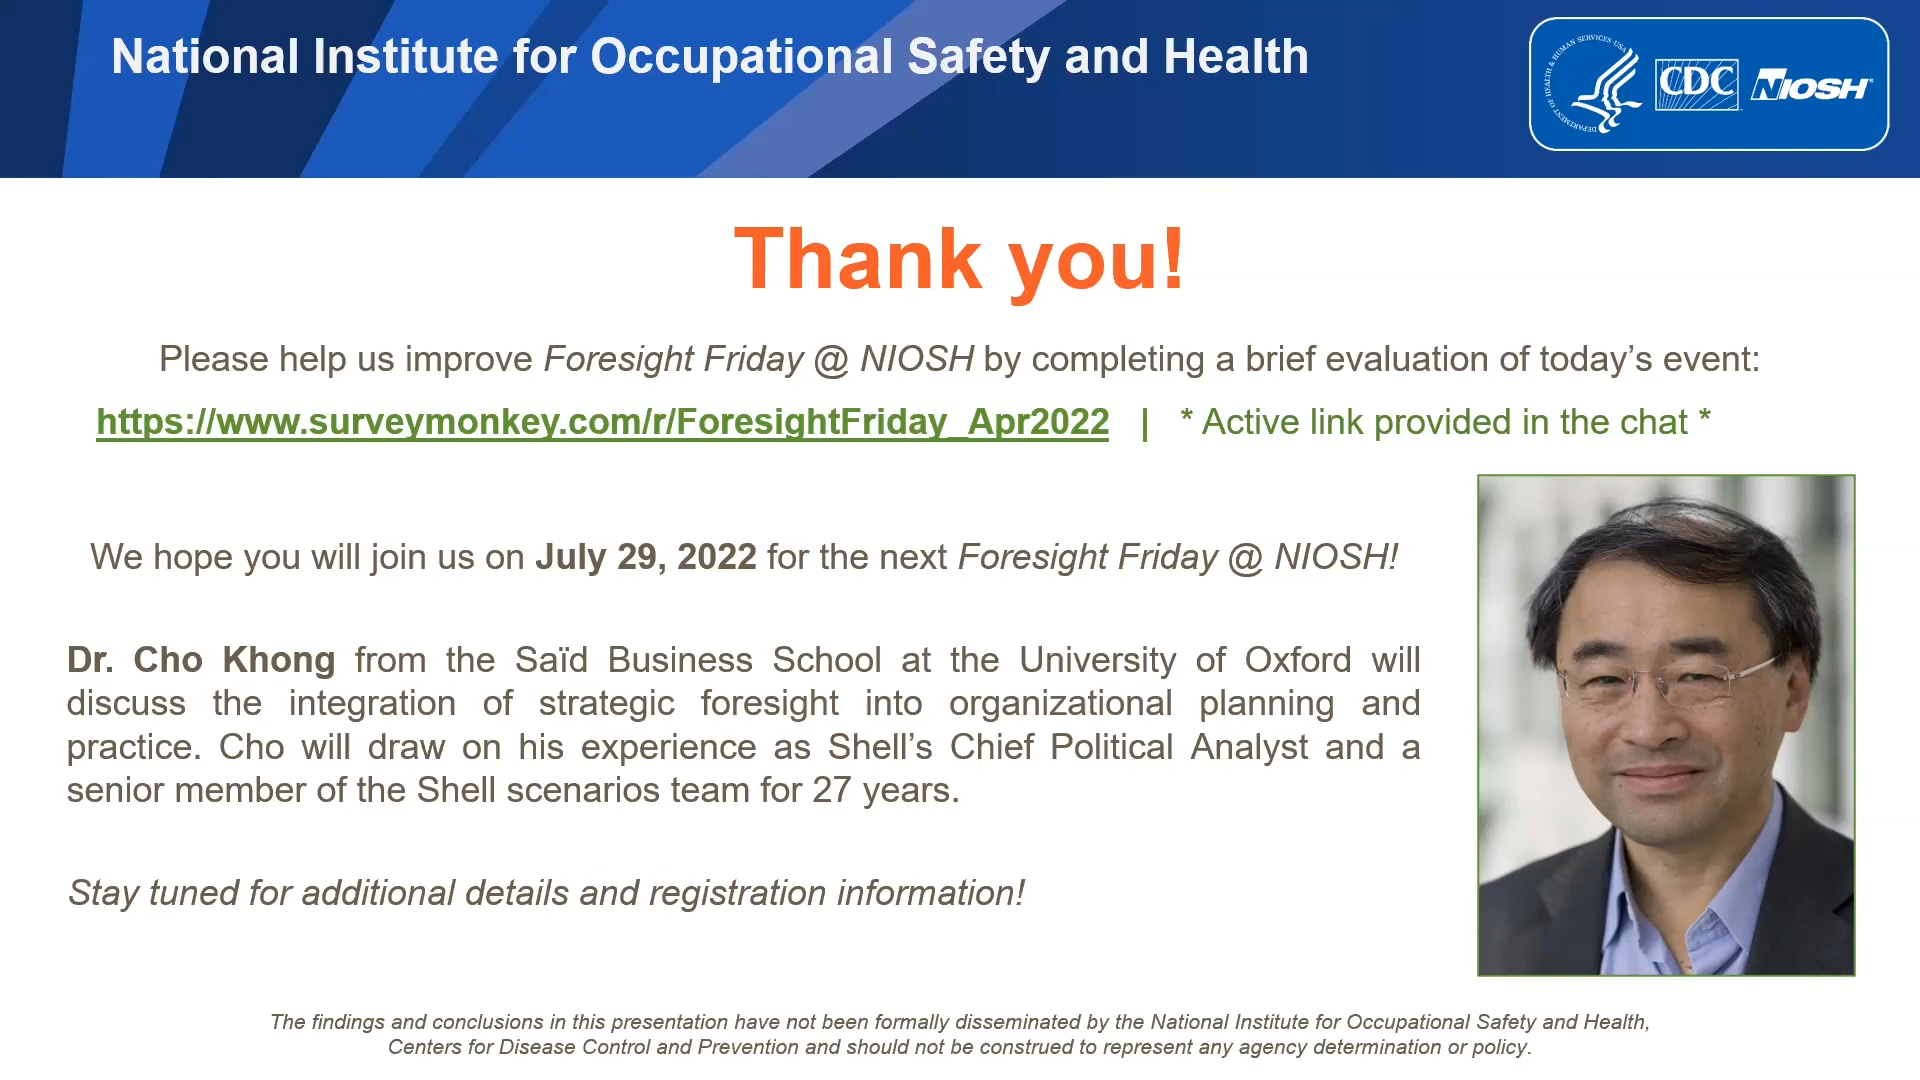 National Institute for Occupational Safety and Health
DEPARTMENT OF HEALTH & HUMAN SERVICES · USA
CDC
NIOSH
Thank you!
Please help us improve Foresight Friday @ NIOSH by completing a brief evaluation of today’s event:
https://www.surveymonkey.com/r/ForesightFriday_Apr2022 | * Active link provided in the chat *
We hope you will join us on July 29, 2022 for the next Foresight Friday @ NIOSH!
Dr. Cho Khong from the Saïd Business School at the University of Oxford will
discuss the integration of strategic foresight into organizational planning and
practice. Cho will draw on his experience as Shell’s Chief Political Analyst and a
senior member of the Shell scenarios team for 27 years.
Stay tuned for additional details and registration information!
The findings and conclusions in this presentation have not been formally disseminated by the National Institute for Occupational Safety and Health,
Centers for Disease Control and Prevention and should not be construed to represent any agency determination or policy.